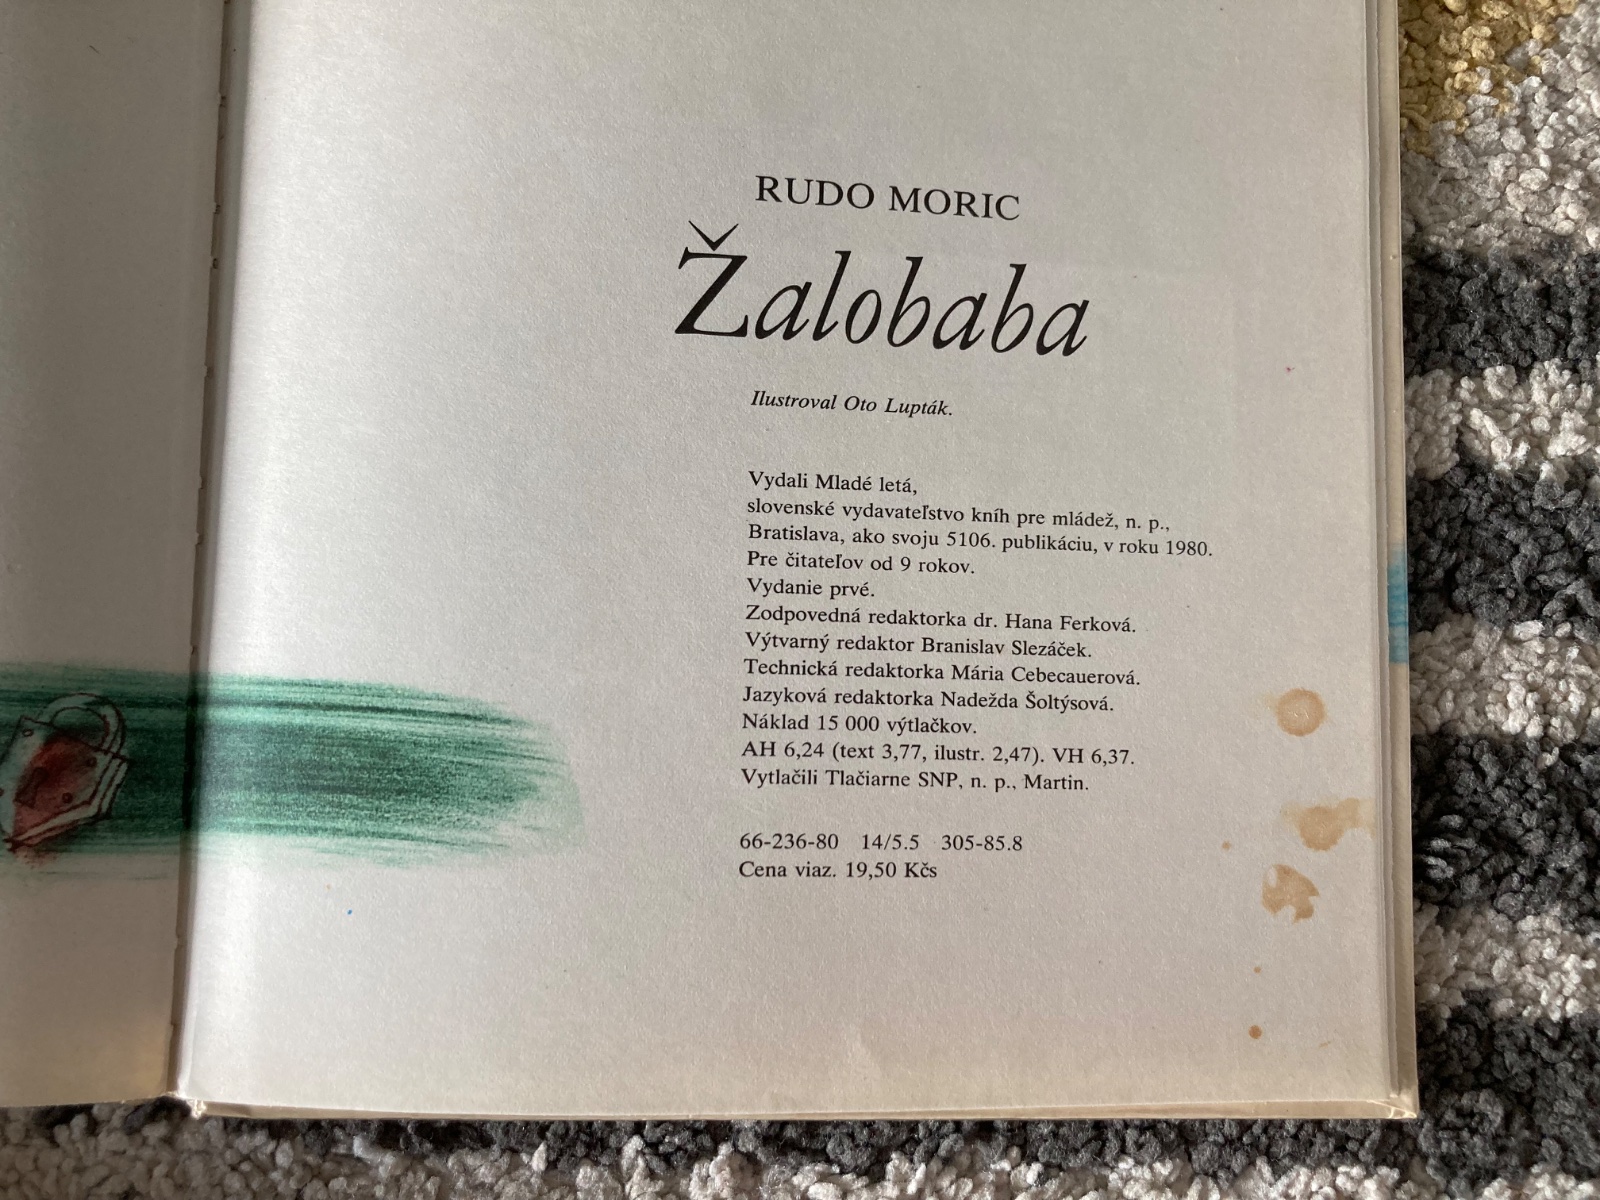 RUDO MORIC
Žalobaba
Ilustroval Oto Lupták.
Vydali Mladé letá,
slovenské vydavateľstvo kníh pre mládež, n. p.,
Bratislava, ako svoju 5106. publikáciu, v roku 1980.
Pre čitateľov od 9 rokov.
Vydanie prvé.
Zodpovedná redaktorka dr. Hana Ferková.
Výtvarný redaktor Branislav Slezáček.
Technická redaktorka Mária Cebecauerová.
Jazyková redaktorka Nadežda Šoltýsová.
Náklad 15 000 výtlačkov.
AH 6,24 (text 3,77, ilustr. 2,47). VH 6,37.
Vytlačili Tlačiarne SNP, n. p., Martin.
66-236-80 14/5.5 305-85.8
Cena viaz. 19,50 Kčs